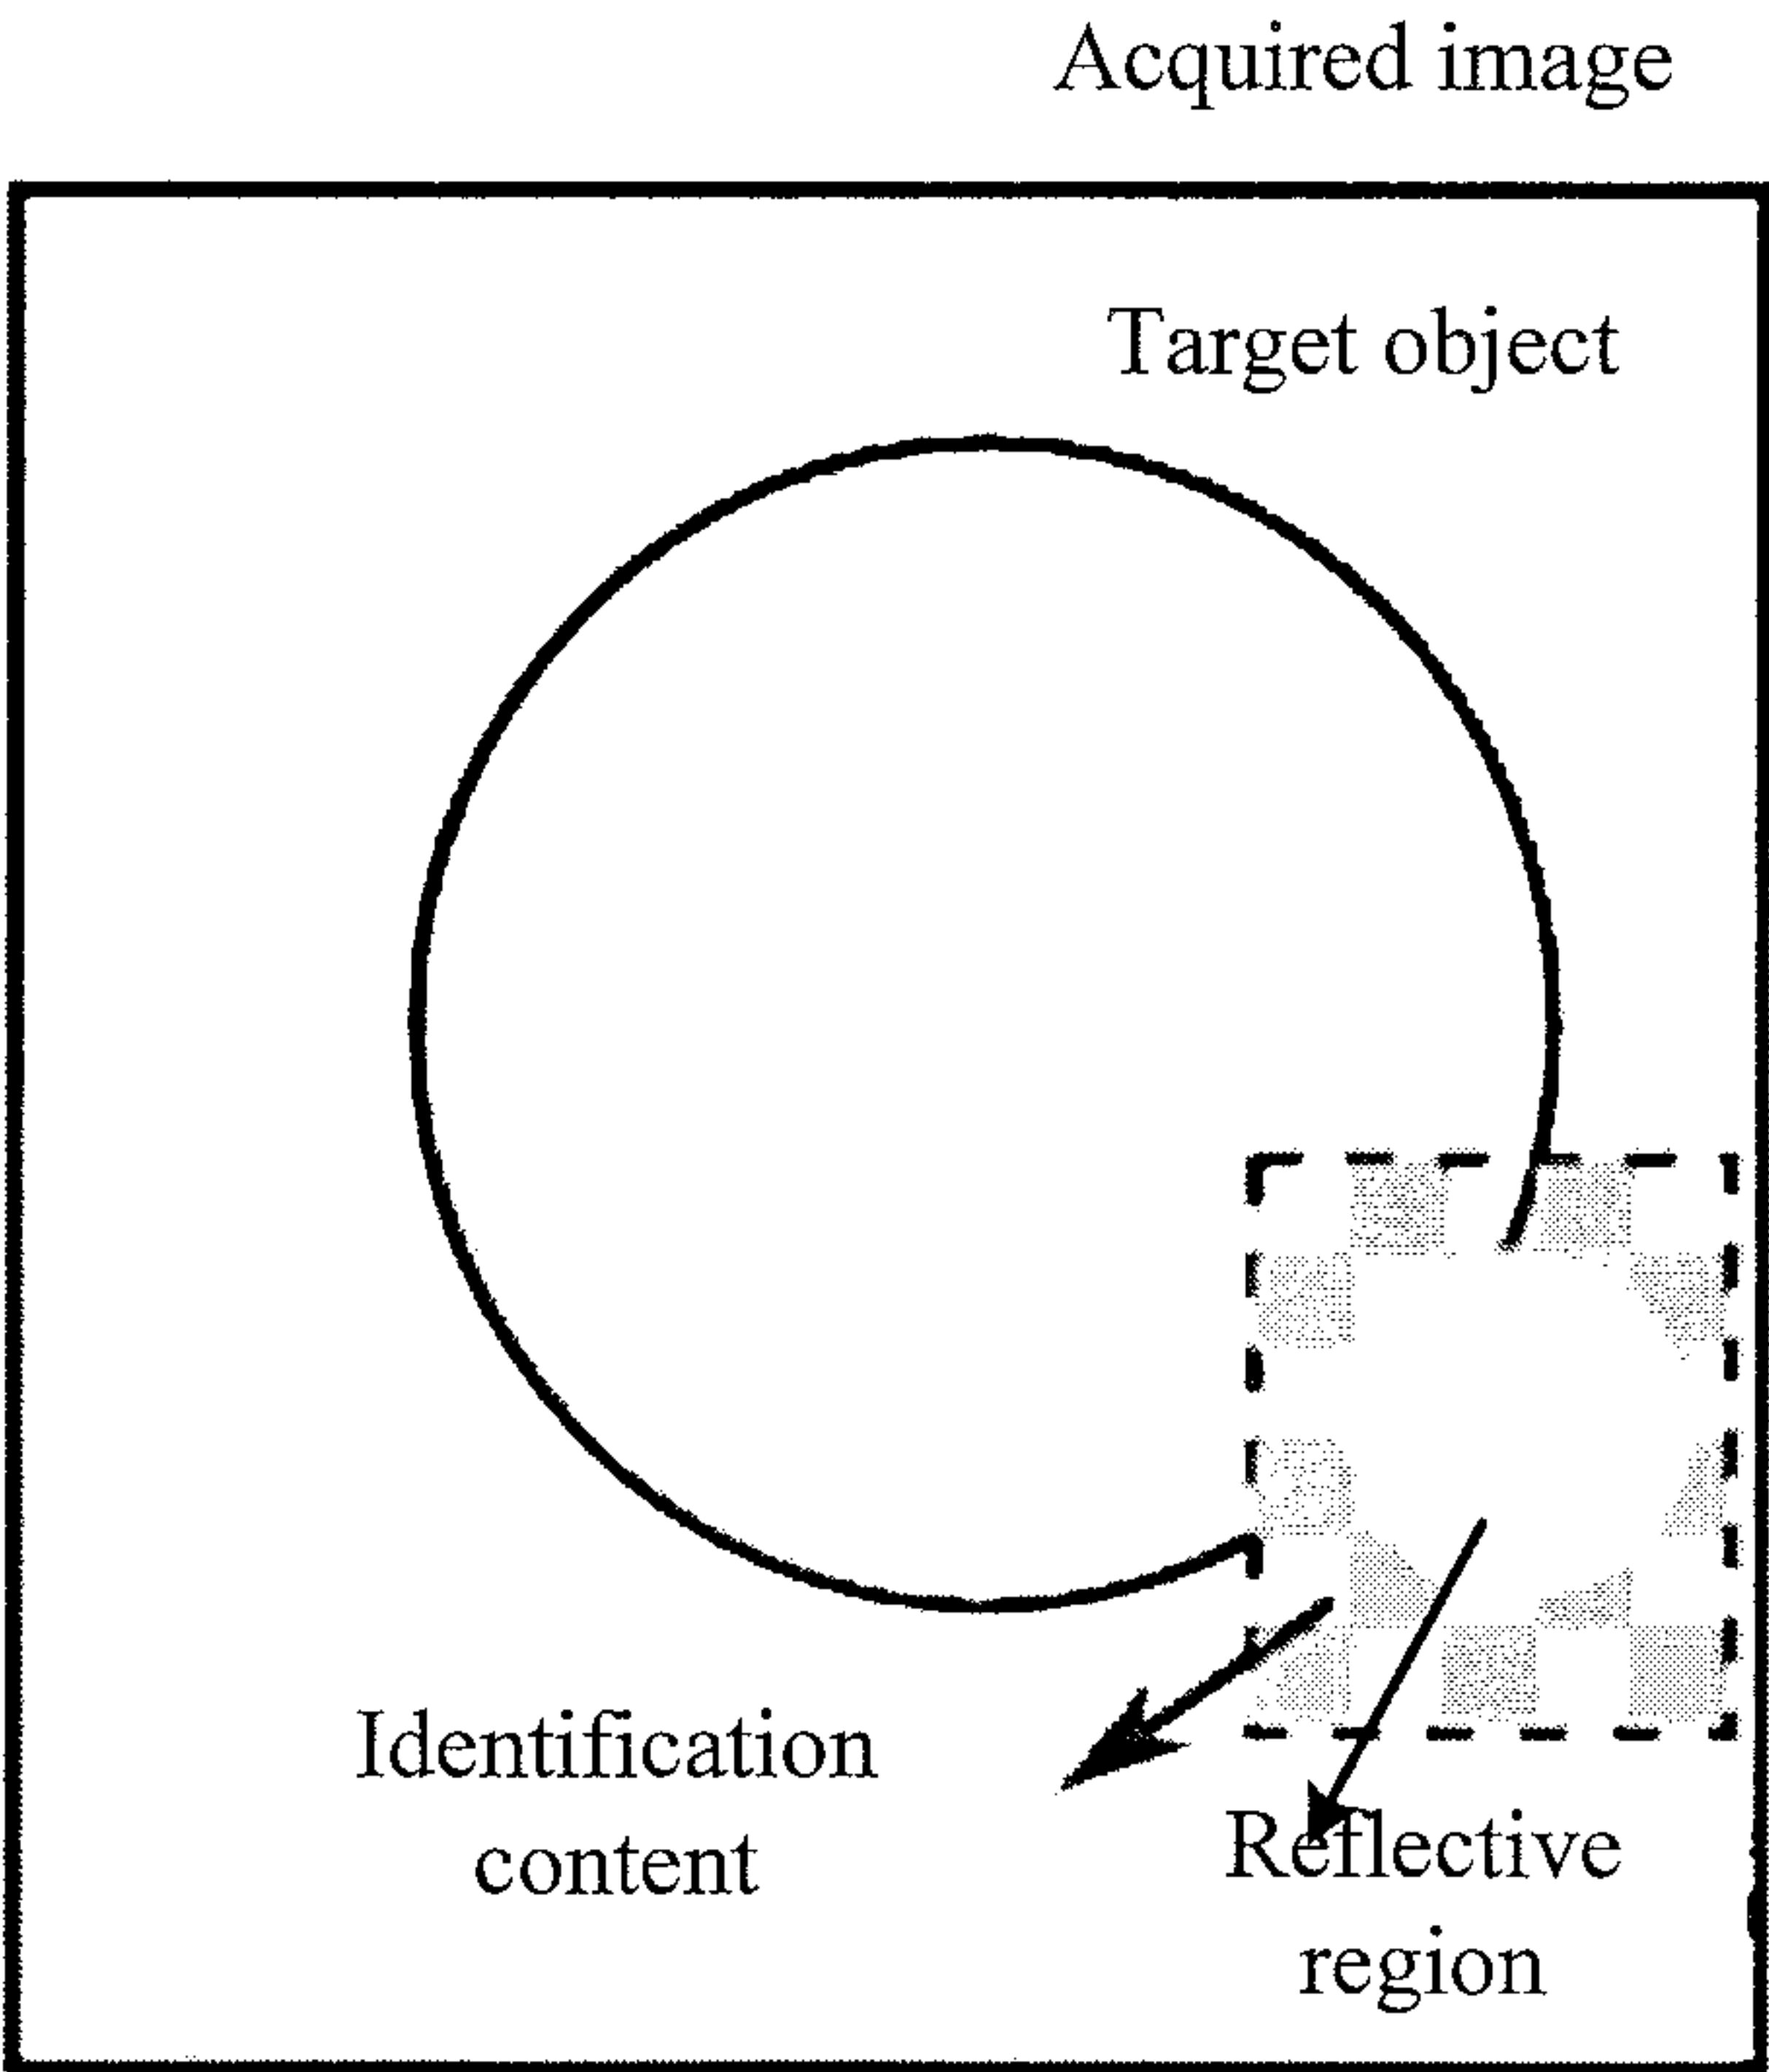 Acquired image
Target object
Identification
content
Reflective
region